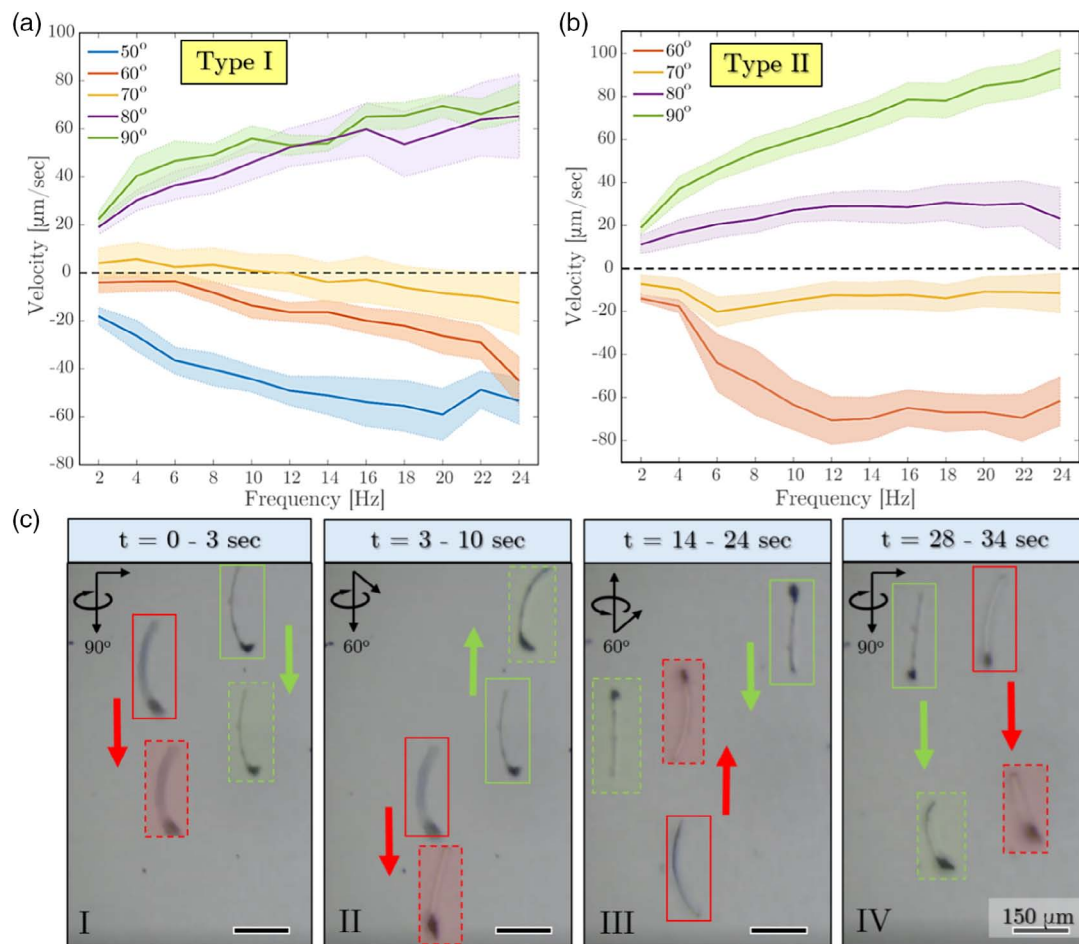 (a)
Type I
50°
60°
70°
80°
90°
100
80
60
40
20
0
-20
-40
-60
-80
Velocity [μm/sec]
2 4 6 8 10 12 14 16 18 20 22 24
Frequency [Hz]
(b)
Type II
60°
70°
80°
90°
100
80
60
40
20
0
-20
-40
-60
-80
Velocity [μm/sec]
2 4 6 8 10 12 14 16 18 20 22 24
Frequency [Hz]
(c)
t = 0 - 3 sec
90°
I
t = 3 - 10 sec
60°
II
t = 14 - 24 sec
60°
III
t = 28 - 34 sec
90°
IV
150 μm